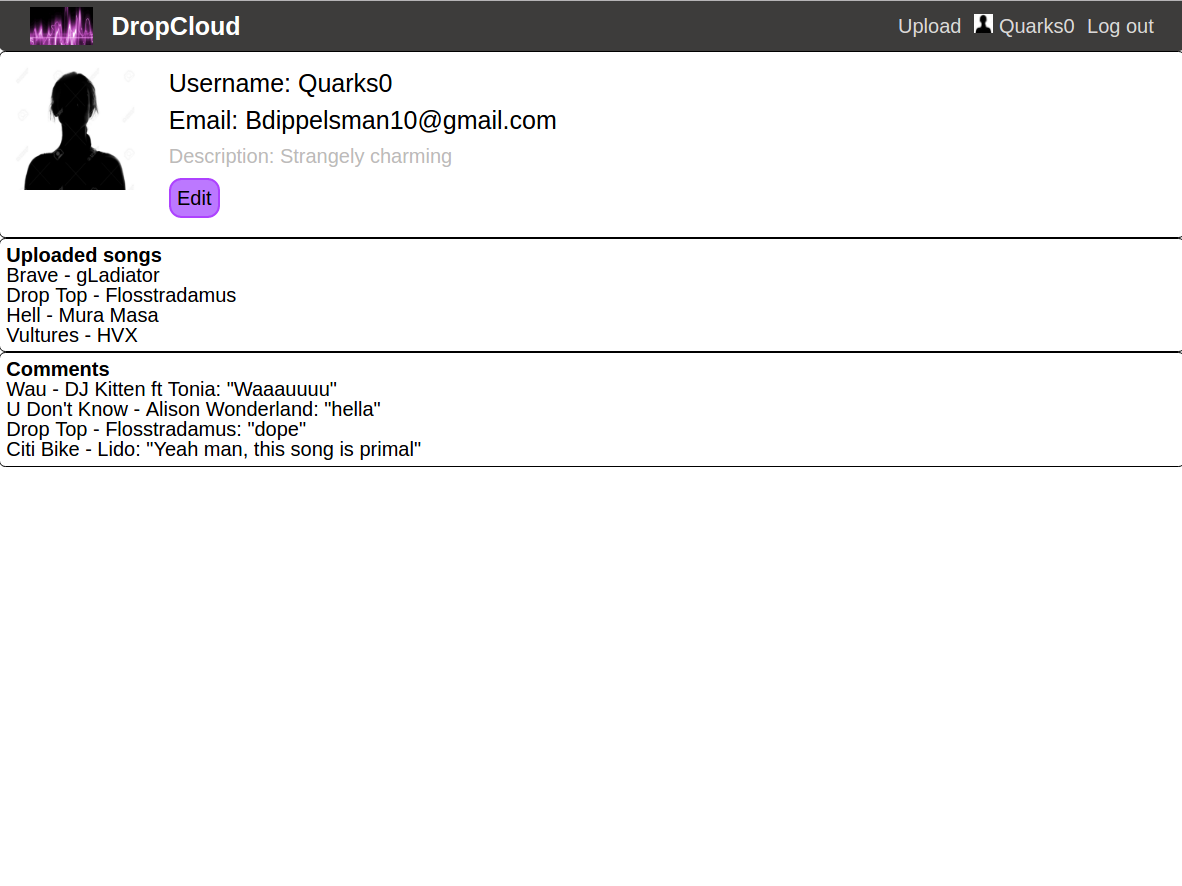 DropCloud Upload Quarks0 Log out
Username: Quarks0
Email: Bdippelsman10@gmail.com
Description: Strangely charming
Edit
Uploaded songs
Brave - gLadiator
Drop Top - Flosstradamus
Hell - Mura Masa
Vultures - HVX
Comments
Wau - DJ Kitten ft Tonia: "Waaauuuu"
U Don't Know - Alison Wonderland: "hella"
Drop Top - Flosstradamus: "dope"
Citi Bike - Lido: "Yeah man, this song is primal"